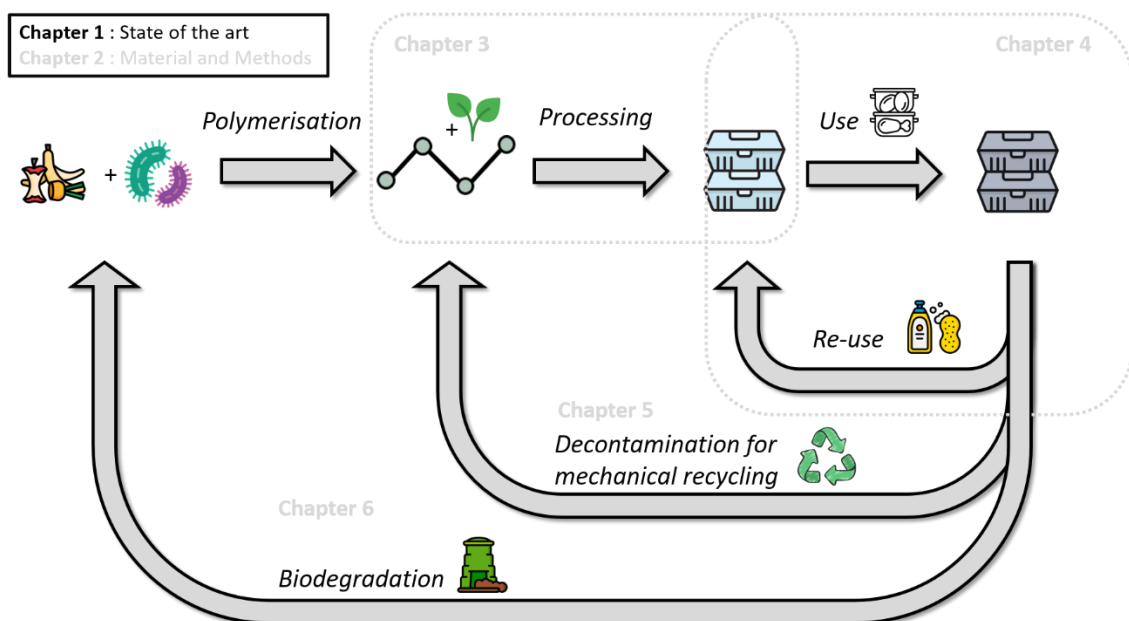 Chapter 1 : State of the art
Chapter 2 : Material and Methods
Chapter 3
Chapter 4
Polymerisation
Processing
Use
+
+
Re-use
Chapter 5
Decontamination for
mechanical recycling
Chapter 6
Biodegradation